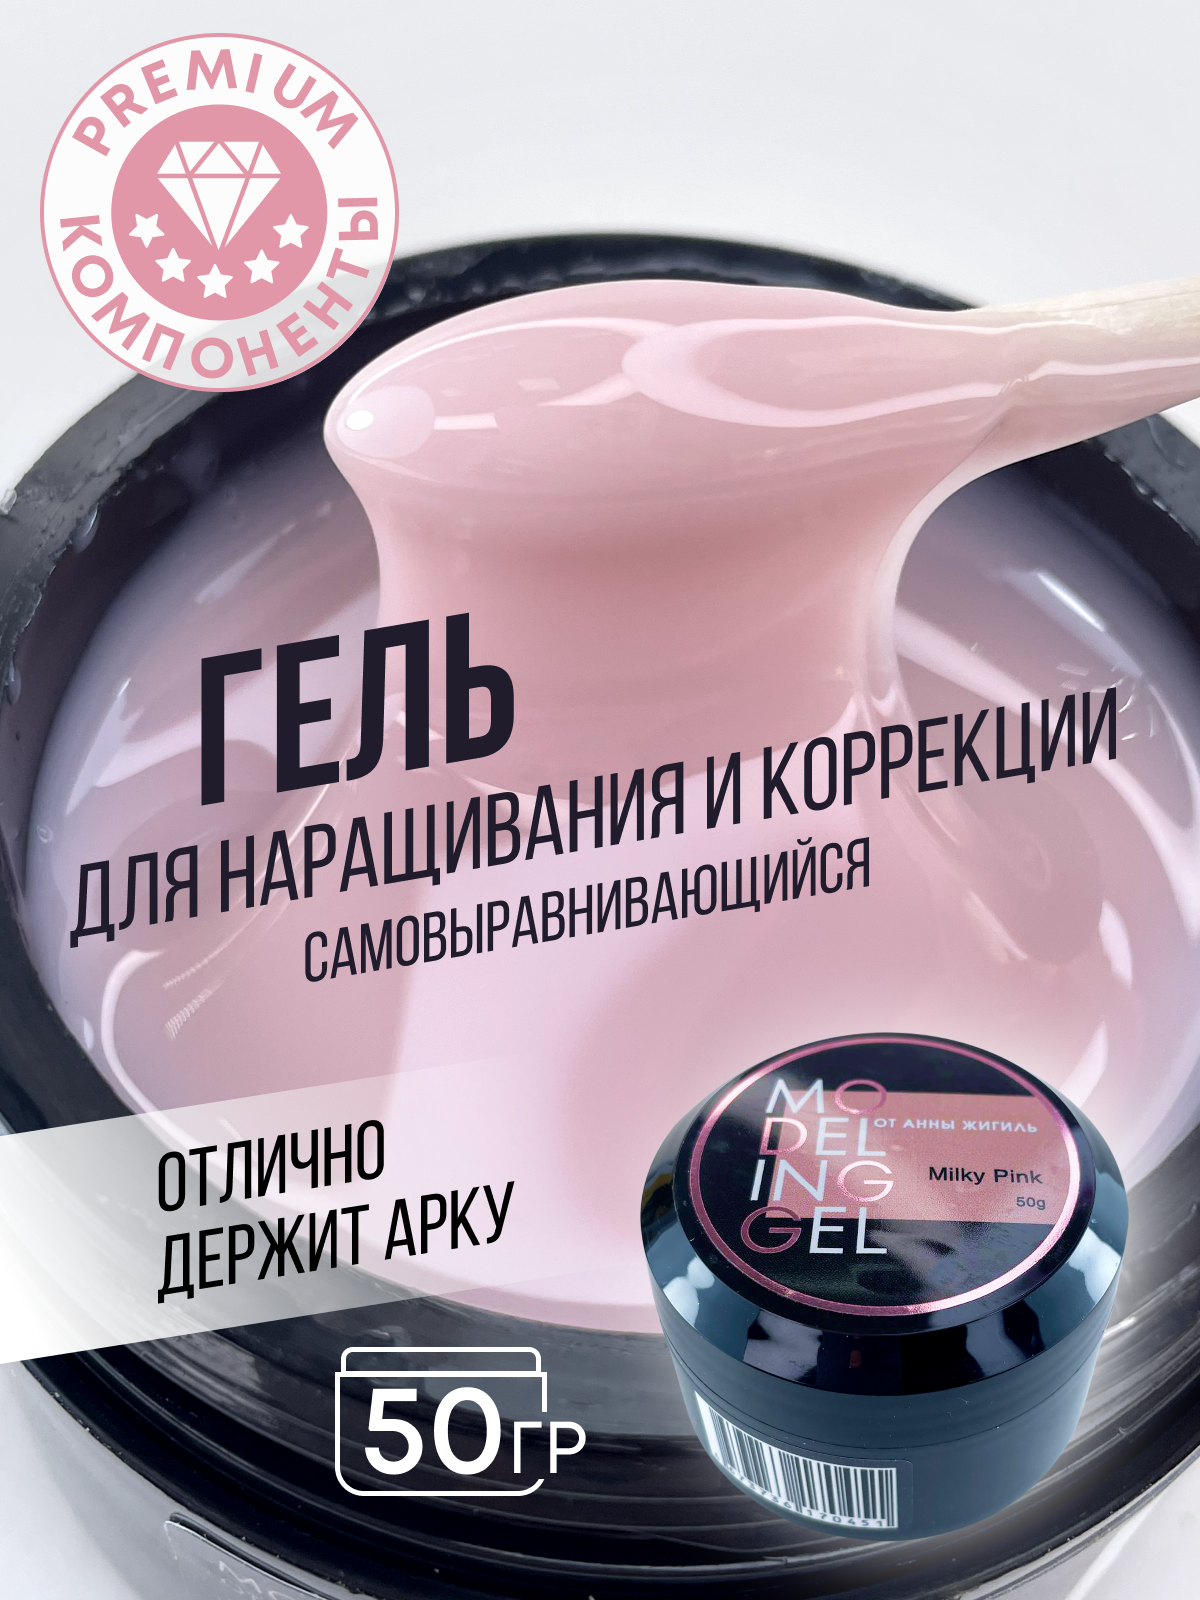 PREMIUM
КОМПОНЕНТЫ
ГЕЛЬ
ДЛЯ НАРАЩИВАНИЯ И КОРРЕКЦИИ
САМОВЫРАВНИВАЮЩИЙСЯ
ОТЛИЧНО
ДЕРЖИТ АРКУ
50ГР
MO
DEL
ING
GEL
ОТ АННЫ ЖИГИЛЬ
Milky Pink
50g